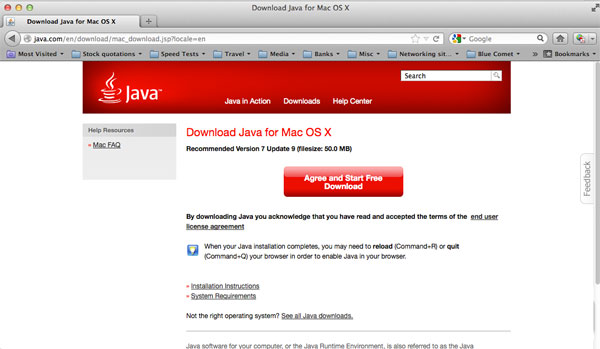 Download Java for Mac OS X
Download Java for Mac OS X
java.com/en/download/mac_download.jsp?locale=en
Google
Most Visited
Stock quotations
Speed Tests
Travel
Media
Banks
Misc
Networking sit...
Blue Comet
»
Bookmarks
Java™
Search
Java in Action
Downloads
Help Center
Help Resources
» Mac FAQ
Download Java for Mac OS X
Recommended Version 7 Update 9 (filesize: 50.0 MB)
Agree and Start Free
Download
Feedback
By downloading Java you acknowledge that you have read and accepted the terms of the end user
license agreement
When your Java installation completes, you may need to reload (Command+R) or quit
(Command+Q) your browser in order to enable Java in your browser.
» Installation Instructions
» System Requirements
Not the right operating system? See all Java downloads.
Java software for your computer, or the Java Runtime Environment, is also referred to as the Java